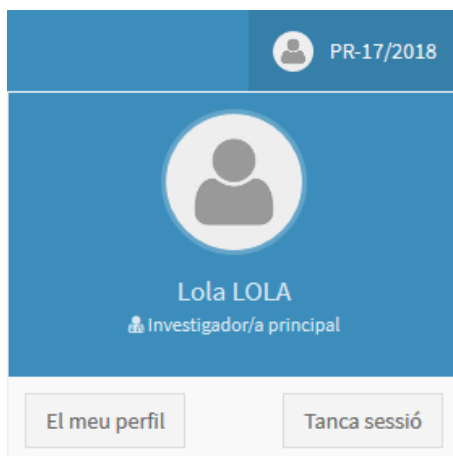 PR-17/2018
Lola LOLA
Investigador/a principal
El meu perfil
Tanca sessió